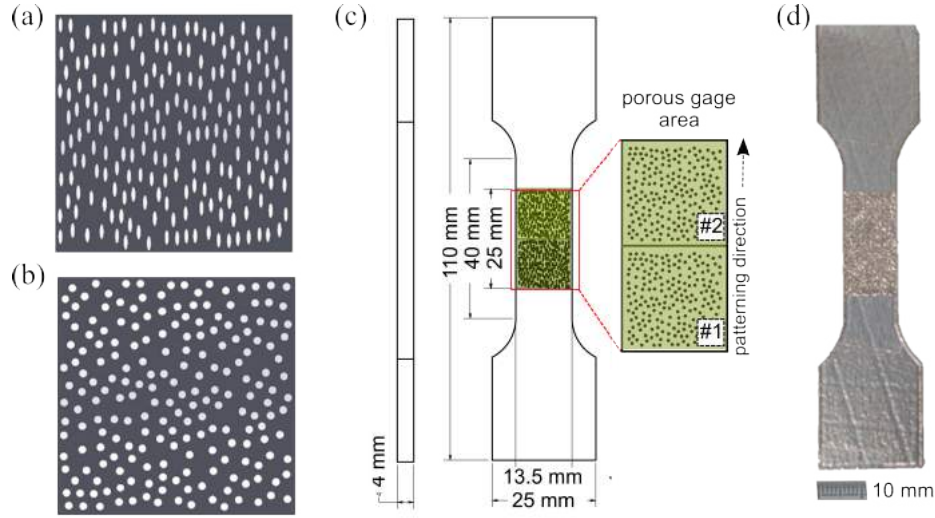 (a)
(b)
(c)
(d)
porous gage
area
#2
#1
patterning direction
110 mm
40 mm
25 mm
4 mm
13.5 mm
25 mm
10 mm